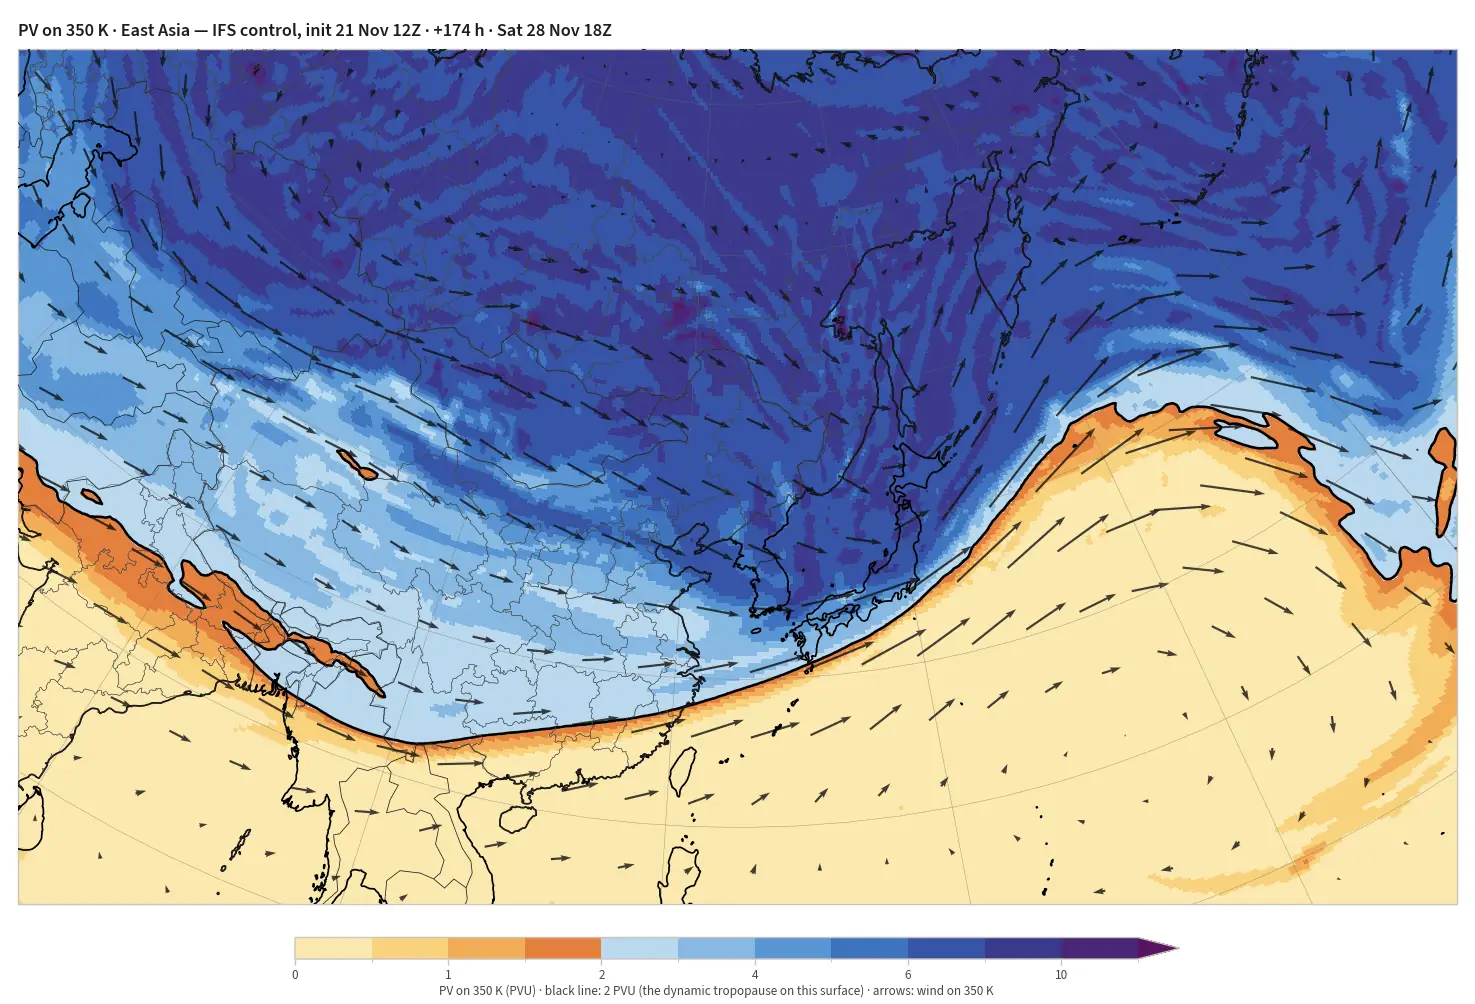 PV on 350 K · East Asia — IFS control, init 21 Nov 12Z · +174 h · Sat 28 Nov 18Z
0 1 2 4 6 10
PV on 350 K (PVU) · black line: 2 PVU (the dynamic tropopause on this surface) · arrows: wind on 350 K